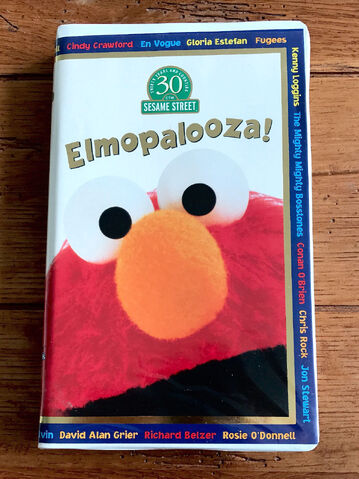 Cindy Crawford En Vogue Gloria Estefan Fugees
Kenny Loggins The Mighty Mighty Bosstones Conan O'Brien Chris Rock Jon Stewart
30
SESAME STREET
Elmopalooza!
vin David Alan Grier Richard Belzer Rosie O'Donnell